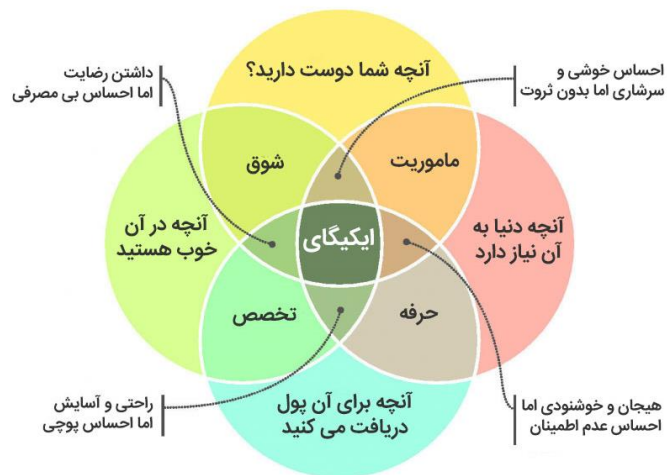 آنچه شما دوست دارید؟
احساس خوشی و
سرشاری اما بدون ثروت
داشتن رضایت
اما احساس بی مصرفی
شوق
ماموریت
آنچه دنیا به
آن نیاز دارد
ایکیگای
آنچه در آن
خوب هستید
حرفه
تخصص
آنچه برای آن پول
دریافت می کنید
هیجان و خوشنودی اما
احساس عدم اطمینان
راحتی و آسایش
اما احساس پوچی